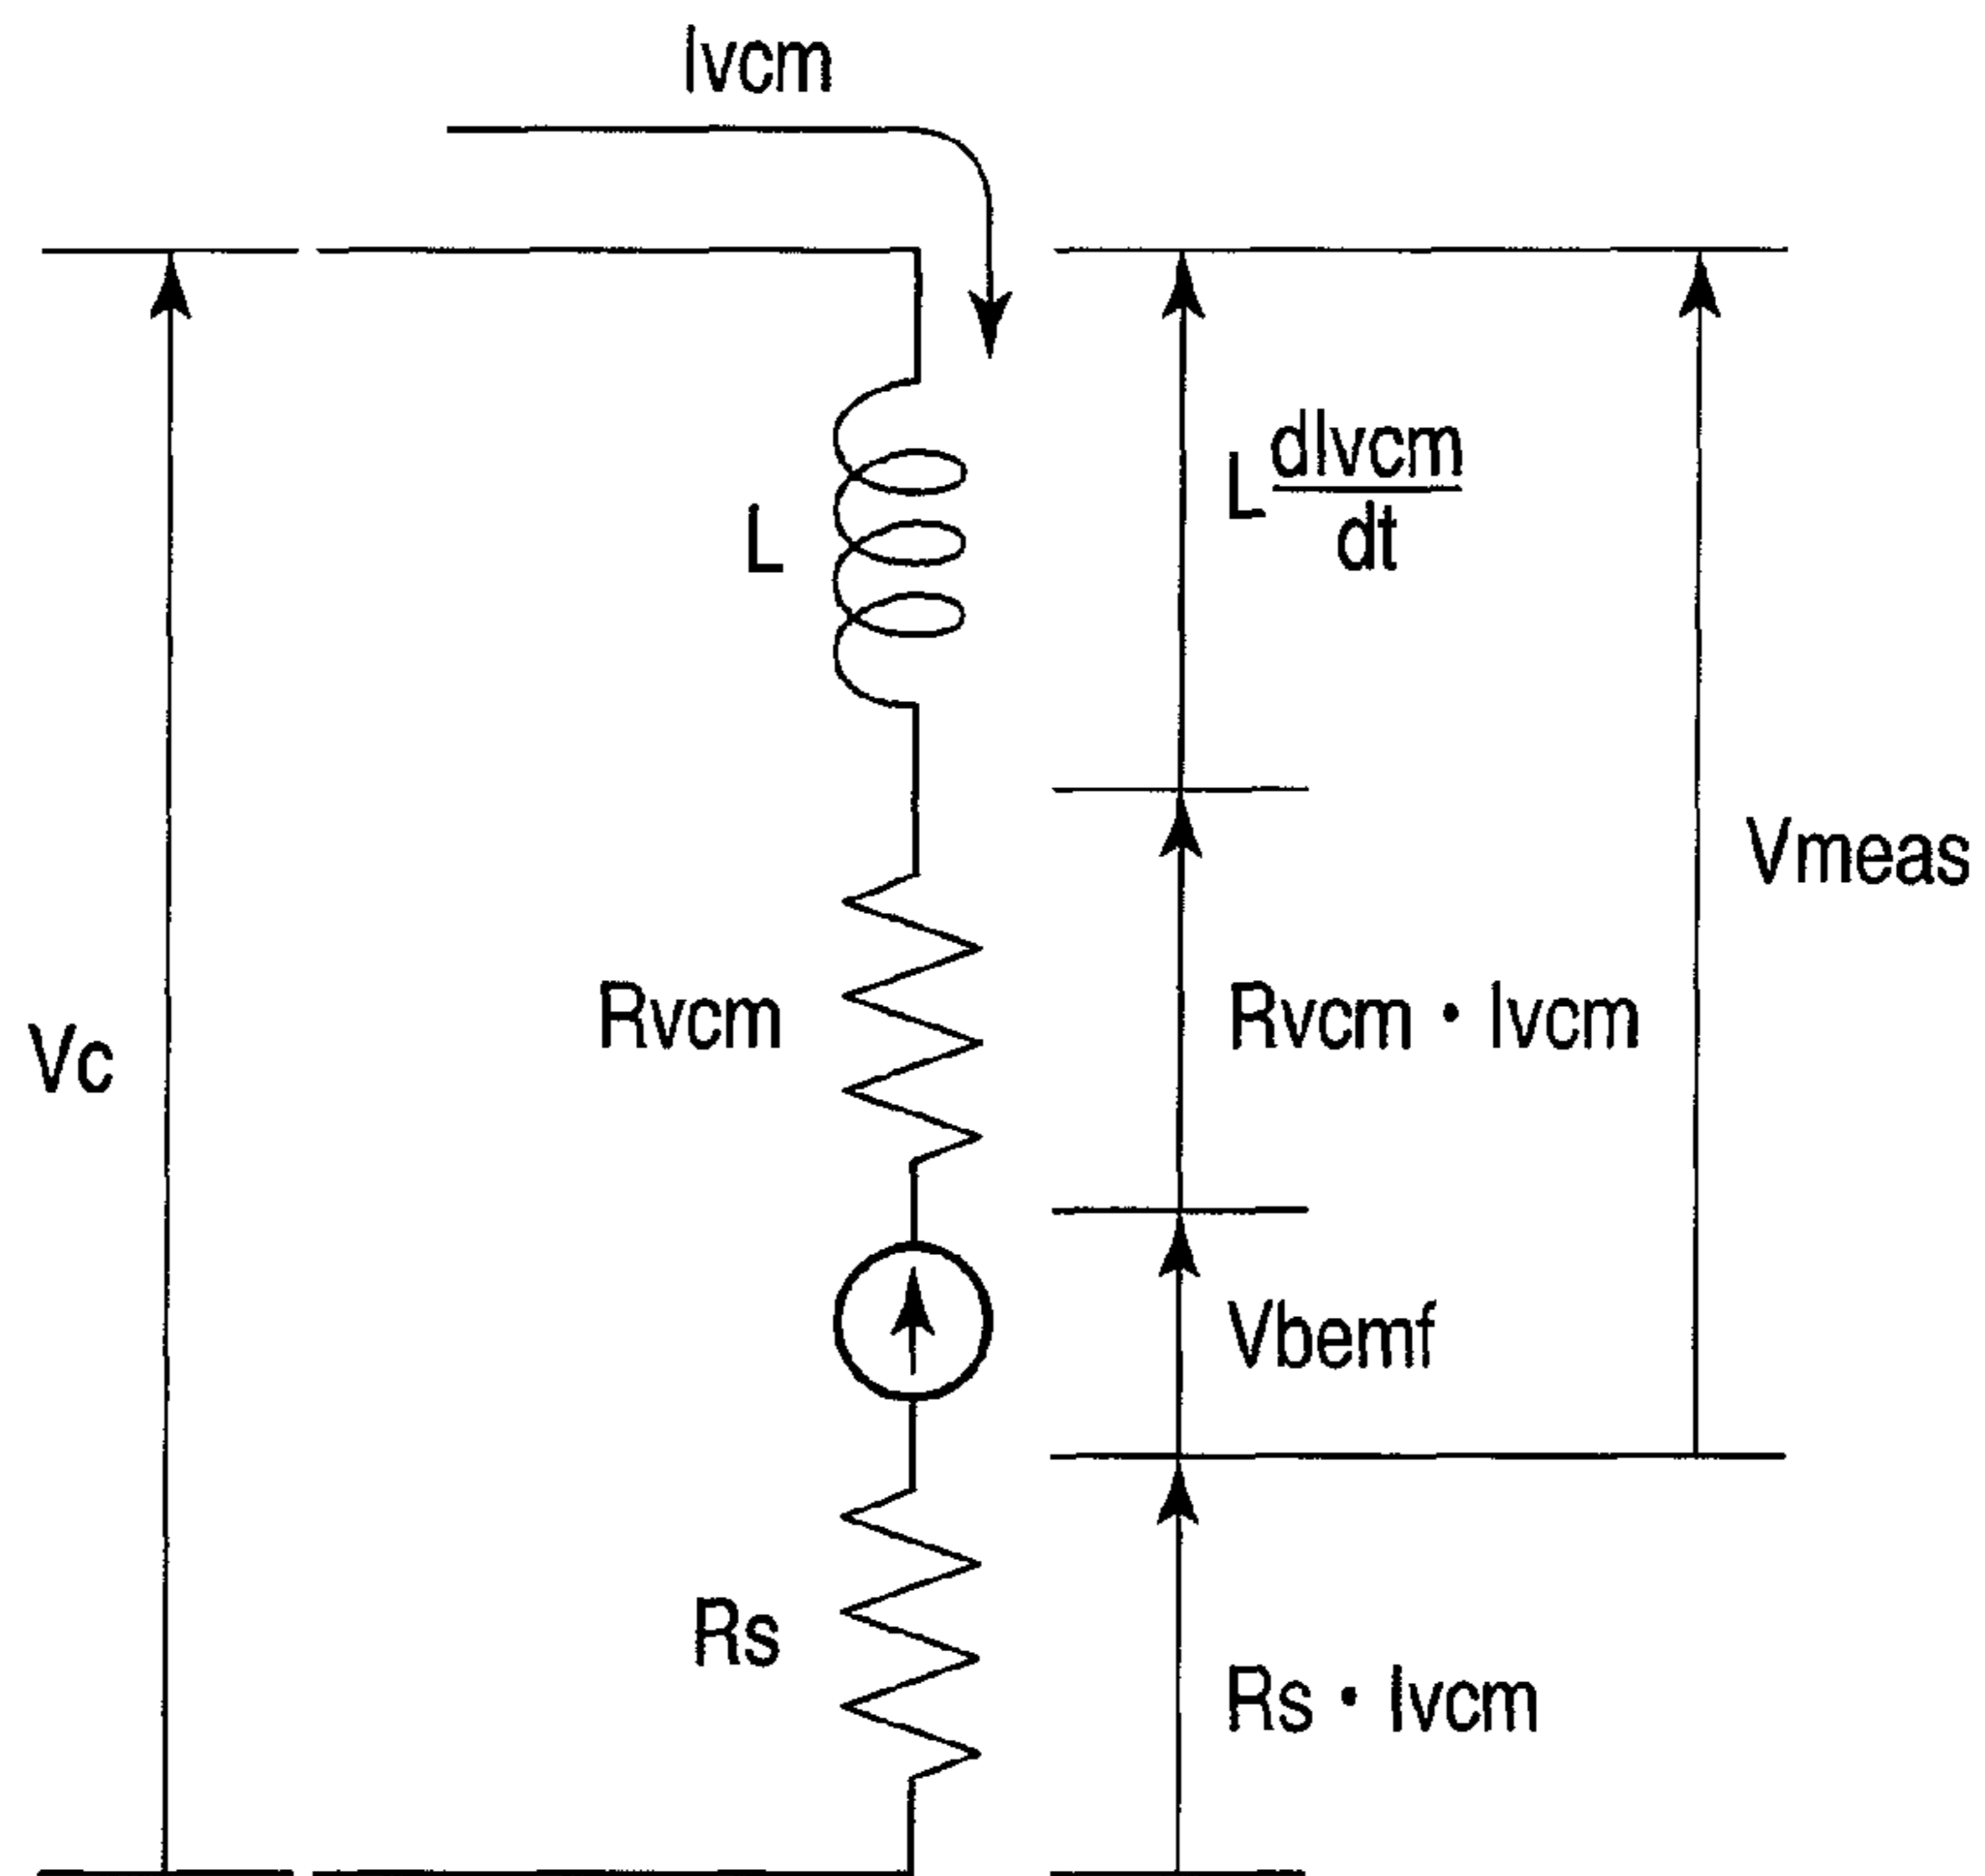 Ivcm
L
L dIvcm
dt
Vmeas
Rvcm
Rvcm • Ivcm
Vc
Vbemf
Rs
Rs • Ivcm